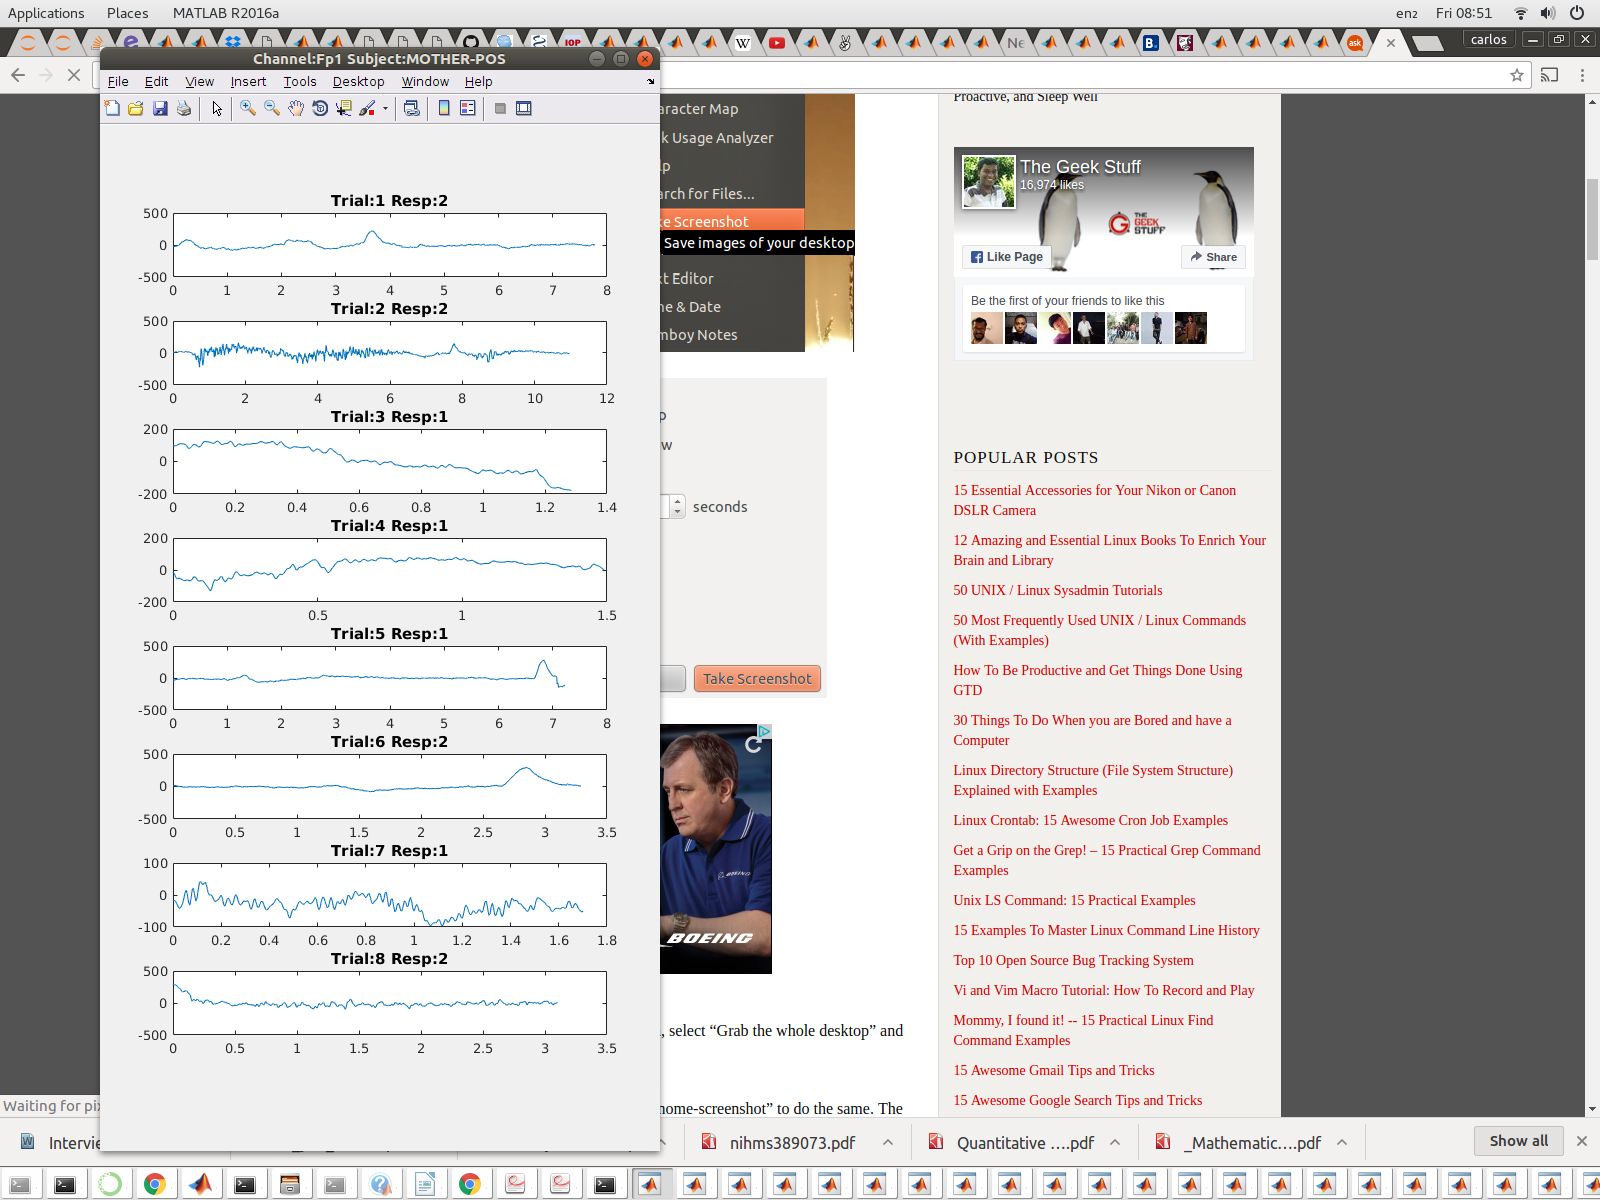 Applications Places MATLAB R2016a
en₂ Fri 08:51
carlos
Channel:Fp1 Subject:MOTHER-POS
File Edit View Insert Tools Desktop Window Help
Trial:1 Resp:2
500
0
-500
0 1 2 3 4 5 6 7 8
Trial:2 Resp:2
500
0
-500
0 2 4 6 8 10 12
Trial:3 Resp:1
200
0
-200
0 0.2 0.4 0.6 0.8 1 1.2 1.4
Trial:4 Resp:1
200
0
-200
0 0.5 1 1.5
Trial:5 Resp:1
500
0
-500
0 1 2 3 4 5 6 7 8
Trial:6 Resp:2
500
0
-500
0 0.5 1 1.5 2 2.5 3 3.5
Trial:7 Resp:1
100
0
-100
0 0.2 0.4 0.6 0.8 1 1.2 1.4 1.6 1.8
Trial:8 Resp:2
500
0
-500
0 0.5 1 1.5 2 2.5 3 3.5
aracter Map
k Usage Analyzer
lp
arch for Files...
ke Screenshot
Save images of your desktop
xt Editor
me & Date
mboy Notes
p
w
seconds
Take Screenshot
BOEING
BOEING
, select “Grab the whole desktop” and
nome-screenshot” to do the same. The
Proactive, and Sleep Well
The Geek Stuff
16,974 likes
THE
GEEK
STUFF
Like Page
Share
Be the first of your friends to like this
POPULAR POSTS
15 Essential Accessories for Your Nikon or Canon
DSLR Camera
12 Amazing and Essential Linux Books To Enrich Your
Brain and Library
50 UNIX / Linux Sysadmin Tutorials
50 Most Frequently Used UNIX / Linux Commands
(With Examples)
How To Be Productive and Get Things Done Using
GTD
30 Things To Do When you are Bored and have a
Computer
Linux Directory Structure (File System Structure)
Explained with Examples
Linux Crontab: 15 Awesome Cron Job Examples
Get a Grip on the Grep! – 15 Practical Grep Command
Examples
Unix LS Command: 15 Practical Examples
15 Examples To Master Linux Command Line History
Top 10 Open Source Bug Tracking System
Vi and Vim Macro Tutorial: How To Record and Play
Mommy, I found it! -- 15 Practical Linux Find
Command Examples
15 Awesome Gmail Tips and Tricks
15 Awesome Google Search Tips and Tricks
Waiting for pix
Intervie
nihms389073.pdf
Quantitative ....pdf
_Mathematic....pdf
Show all